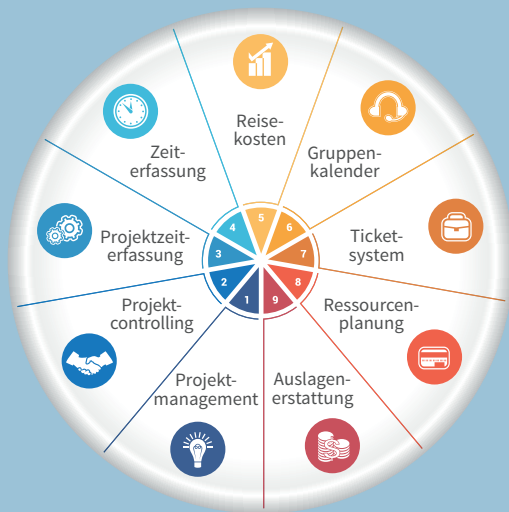 Reise-
kosten
Gruppen-
kalender
Ticket-
system
Ressourcen-
planung
Auslagen-
erstattung
Projekt-
management
Projekt-
controlling
Projektzeit-
erfassung
Zeit-
erfassung
1
2
3
4
5
6
7
8
9